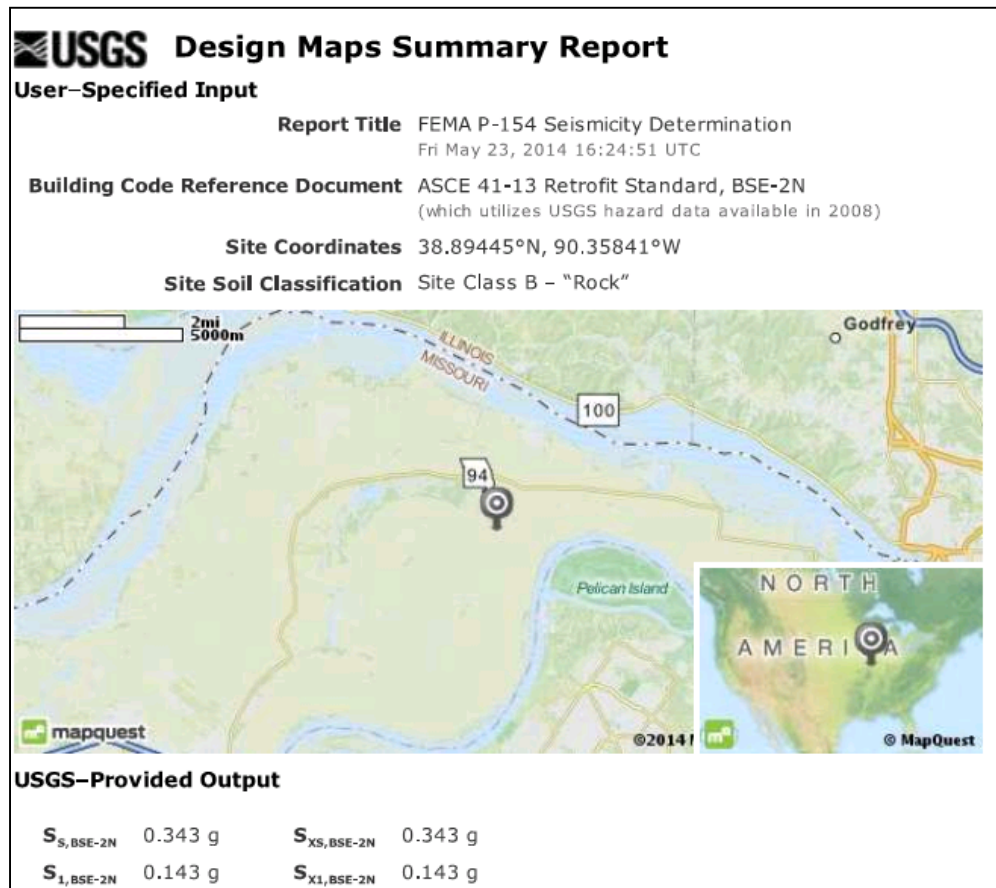 USGS Design Maps Summary Report
User–Specified Input
Report Title FEMA P-154 Seismicity Determination
Fri May 23, 2014 16:24:51 UTC
Building Code Reference Document ASCE 41-13 Retrofit Standard, BSE-2N
(which utilizes USGS hazard data available in 2008)
Site Coordinates 38.89445°N, 90.35841°W
Site Soil Classification Site Class B – “Rock”
2mi
5000m
Godfrey
ILLINOIS
MISSOURI
100
94
Pelican Island
NORTH
AMERICA
mapquest
©2014
© MapQuest
USGS–Provided Output
SS,BSE-2N 0.343 g SXS,BSE-2N 0.343 g
S1,BSE-2N 0.143 g SX1,BSE-2N 0.143 g